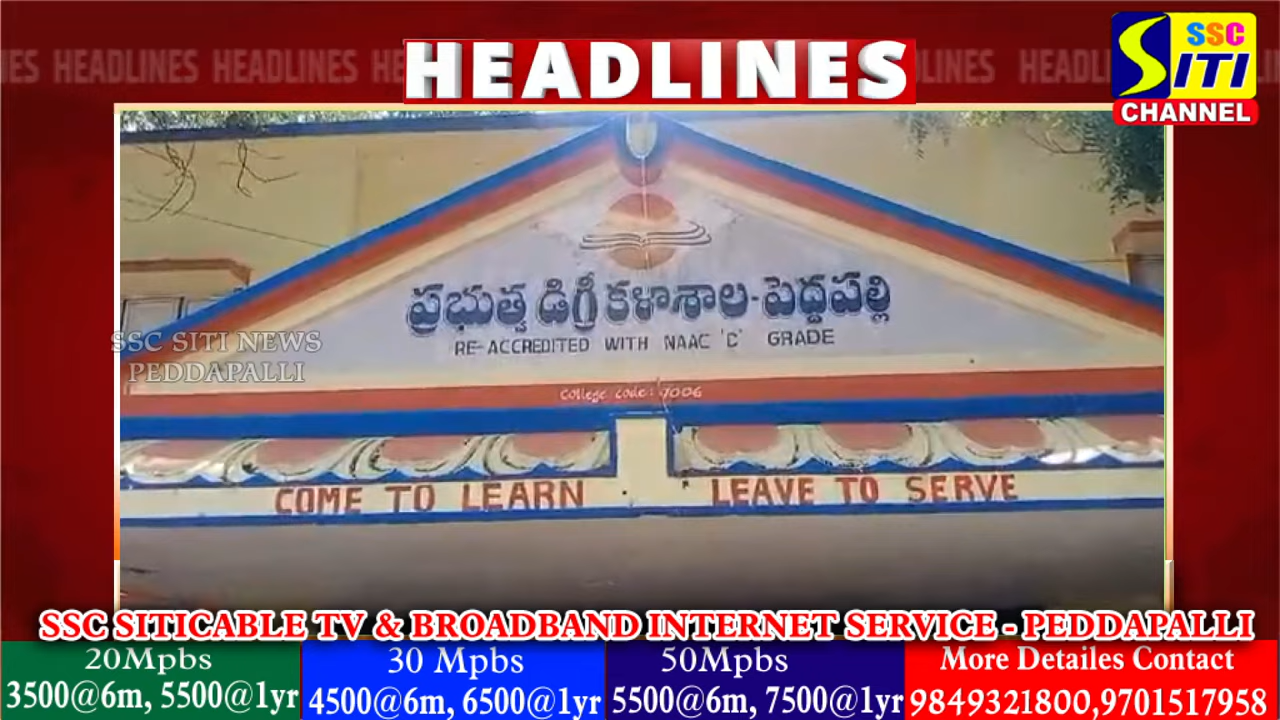 HEADLINES
SSC
SITI
CHANNEL
HEADLINES HEADLINES
ప్రభుత్వ డిగ్రీ కళాశాల-పెద్దపల్లి
RE-ACCREDITED WITH NAAC 'C' GRADE
College code: 7006
SSC SITI NEWS
PEDDAPALLI
COME TO LEARN LEAVE TO SERVE
SSC SITICABLE TV & BROADBAND INTERNET SERVICE - PEDDAPALLI
20Mpbs 30 Mpbs 50Mpbs More Detailes Contact
3500@6m, 5500@1yr 4500@6m, 6500@1yr 5500@6m, 7500@1yr 9849321800,9701517958